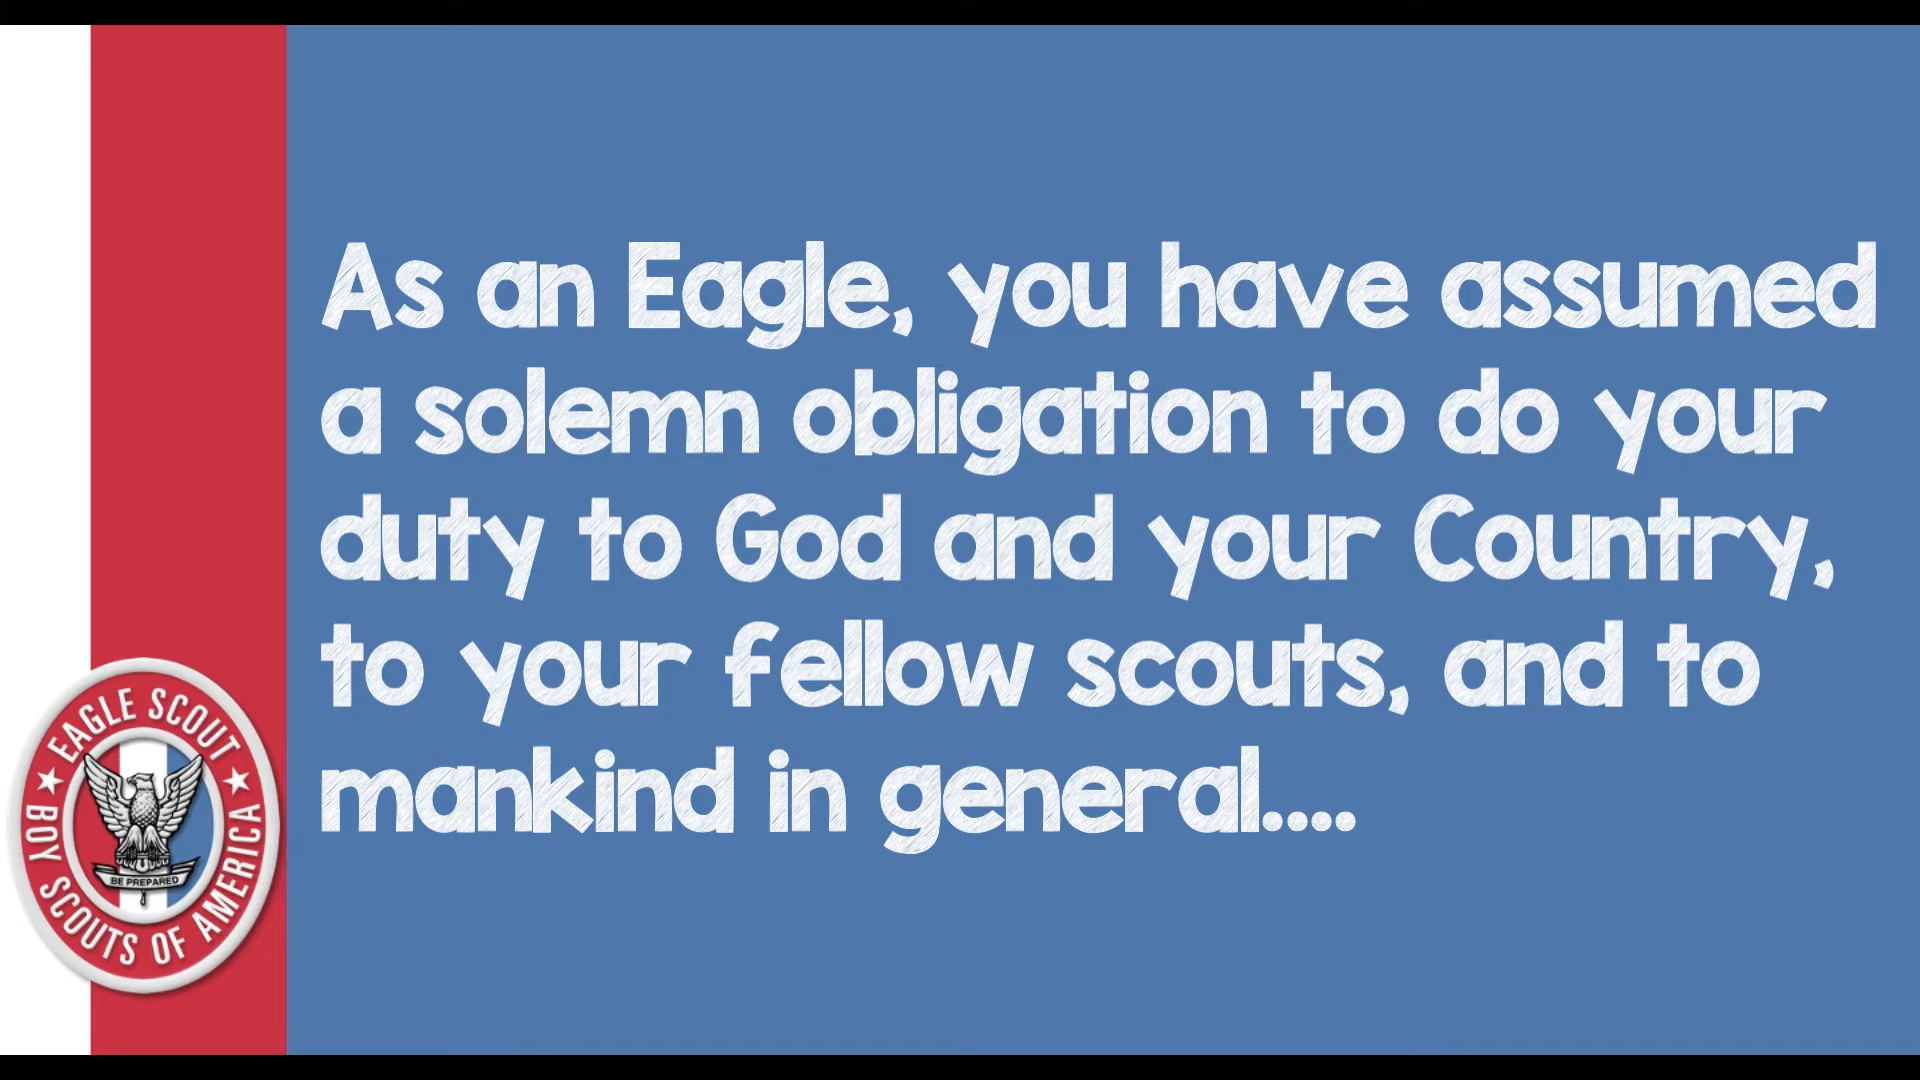 As an Eagle, you have assumed
a solemn obligation to do your
duty to God and your Country,
to your fellow scouts, and to
mankind in general....
EAGLE SCOUT
BE PREPARED
BOY SCOUTS OF AMERICA